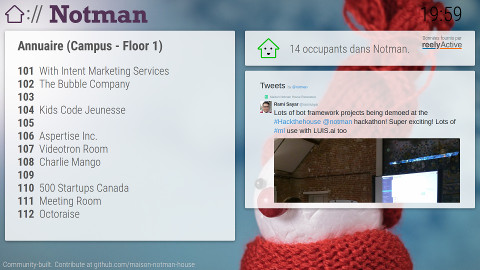 :// Notman
19:59
Annuaire (Campus - Floor 1)
101 With Intent Marketing Services
102 The Bubble Company
103
104 Kids Code Jeunesse
105
106 Aspertise Inc.
107 Videotron Room
108 Charlie Mango
109
110 500 Startups Canada
111 Meeting Room
112 Octoraise
14 occupants dans Notman.
Données fournis par
reelyActive
Tweets
Rami Sayar
Lots of bot framework projects being demoed at the
#Hackthehouse @notman hackathon! Super exciting! Lots of
#ml use with LUIS.ai too
Community-built. Contribute at github.com/maison-notman-house